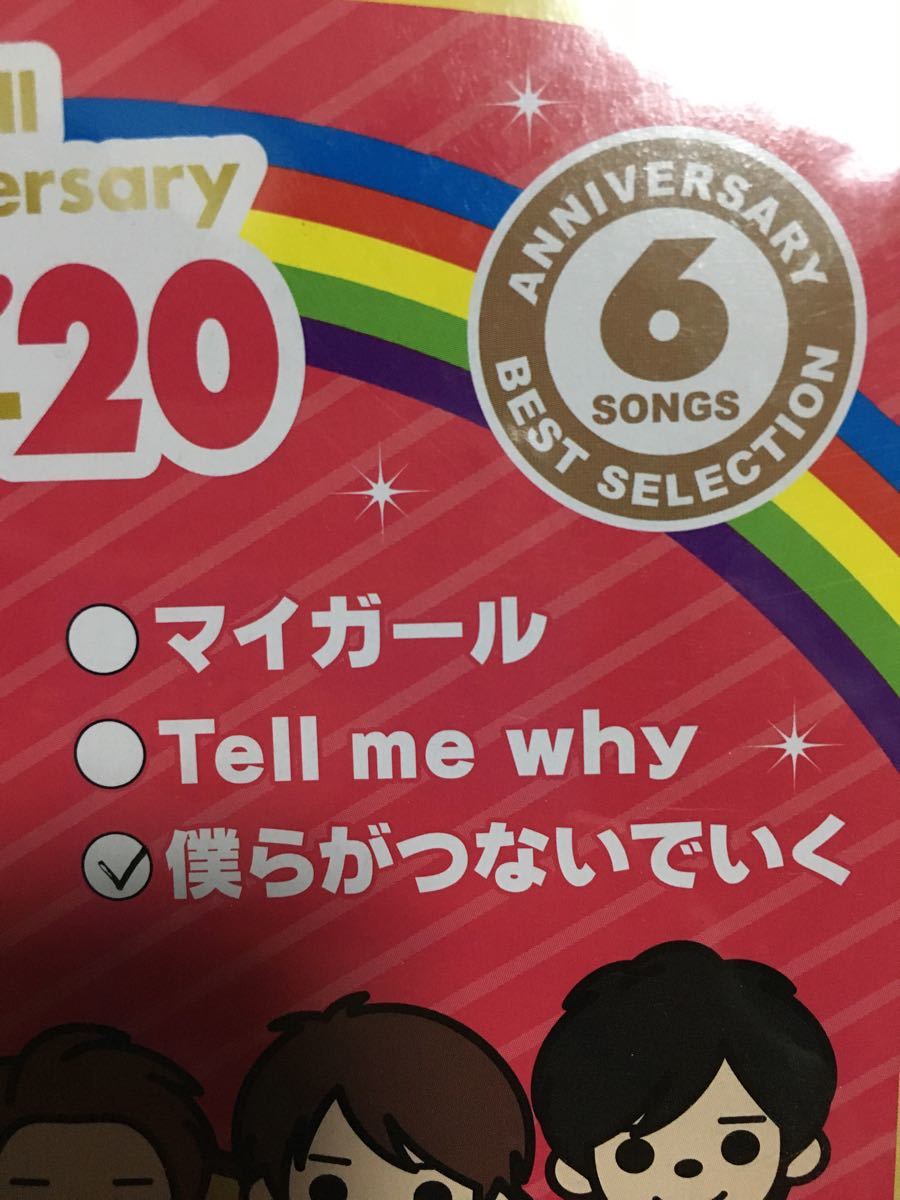 ersary
20
ANNIVERSARY
6
SONGS
BEST SELECTION
マイガール
Tell me why
僕らがつないでいく